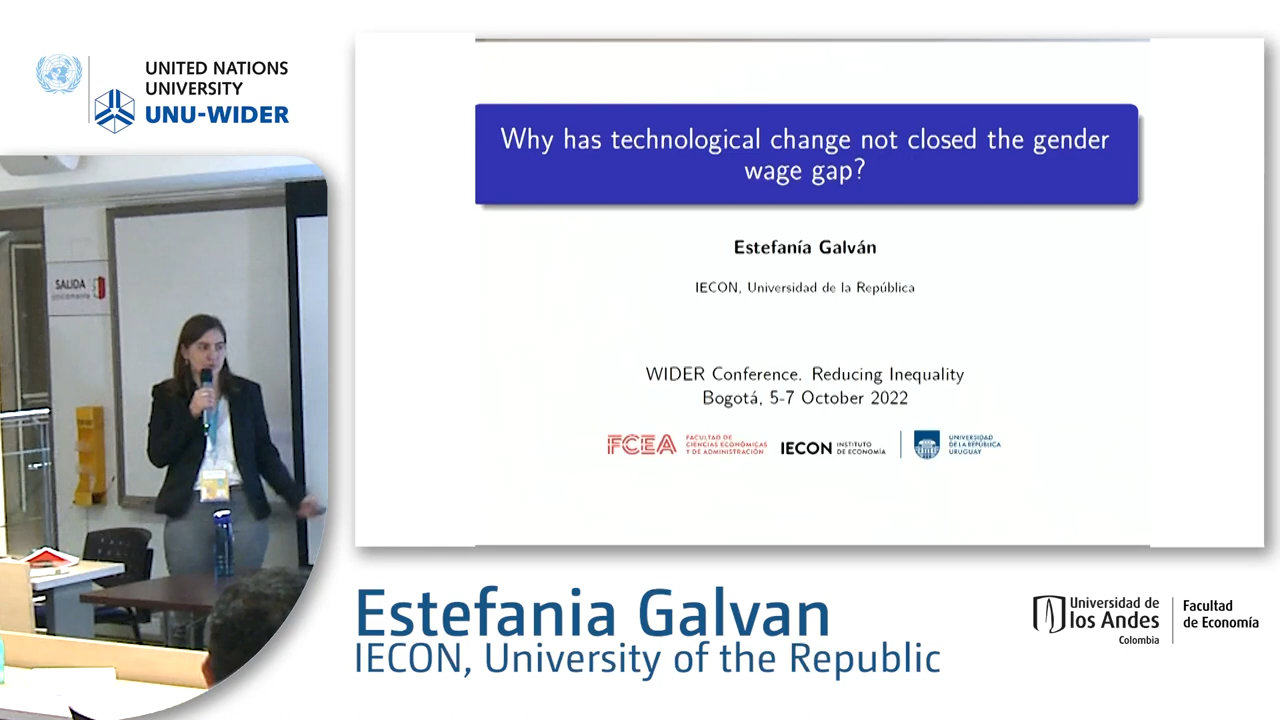 UNITED NATIONS
UNIVERSITY
UNU-WIDER
SALIDA
Why has technological change not closed the gender
wage gap?
Estefanía Galván
IECON, Universidad de la República
WIDER Conference. Reducing Inequality
Bogotá, 5-7 October 2022
FCEA
FACULTAD DE
CIENCIAS ECONÓMICAS
Y DE ADMINISTRACIÓN
IECON
INSTITUTO
DE ECONOMÍA
UNIVERSIDAD
DE LA REPÚBLICA
URUGUAY
Estefania Galvan
IECON, University of the Republic
Universidad de
los Andes
Colombia
Facultad
de Economía